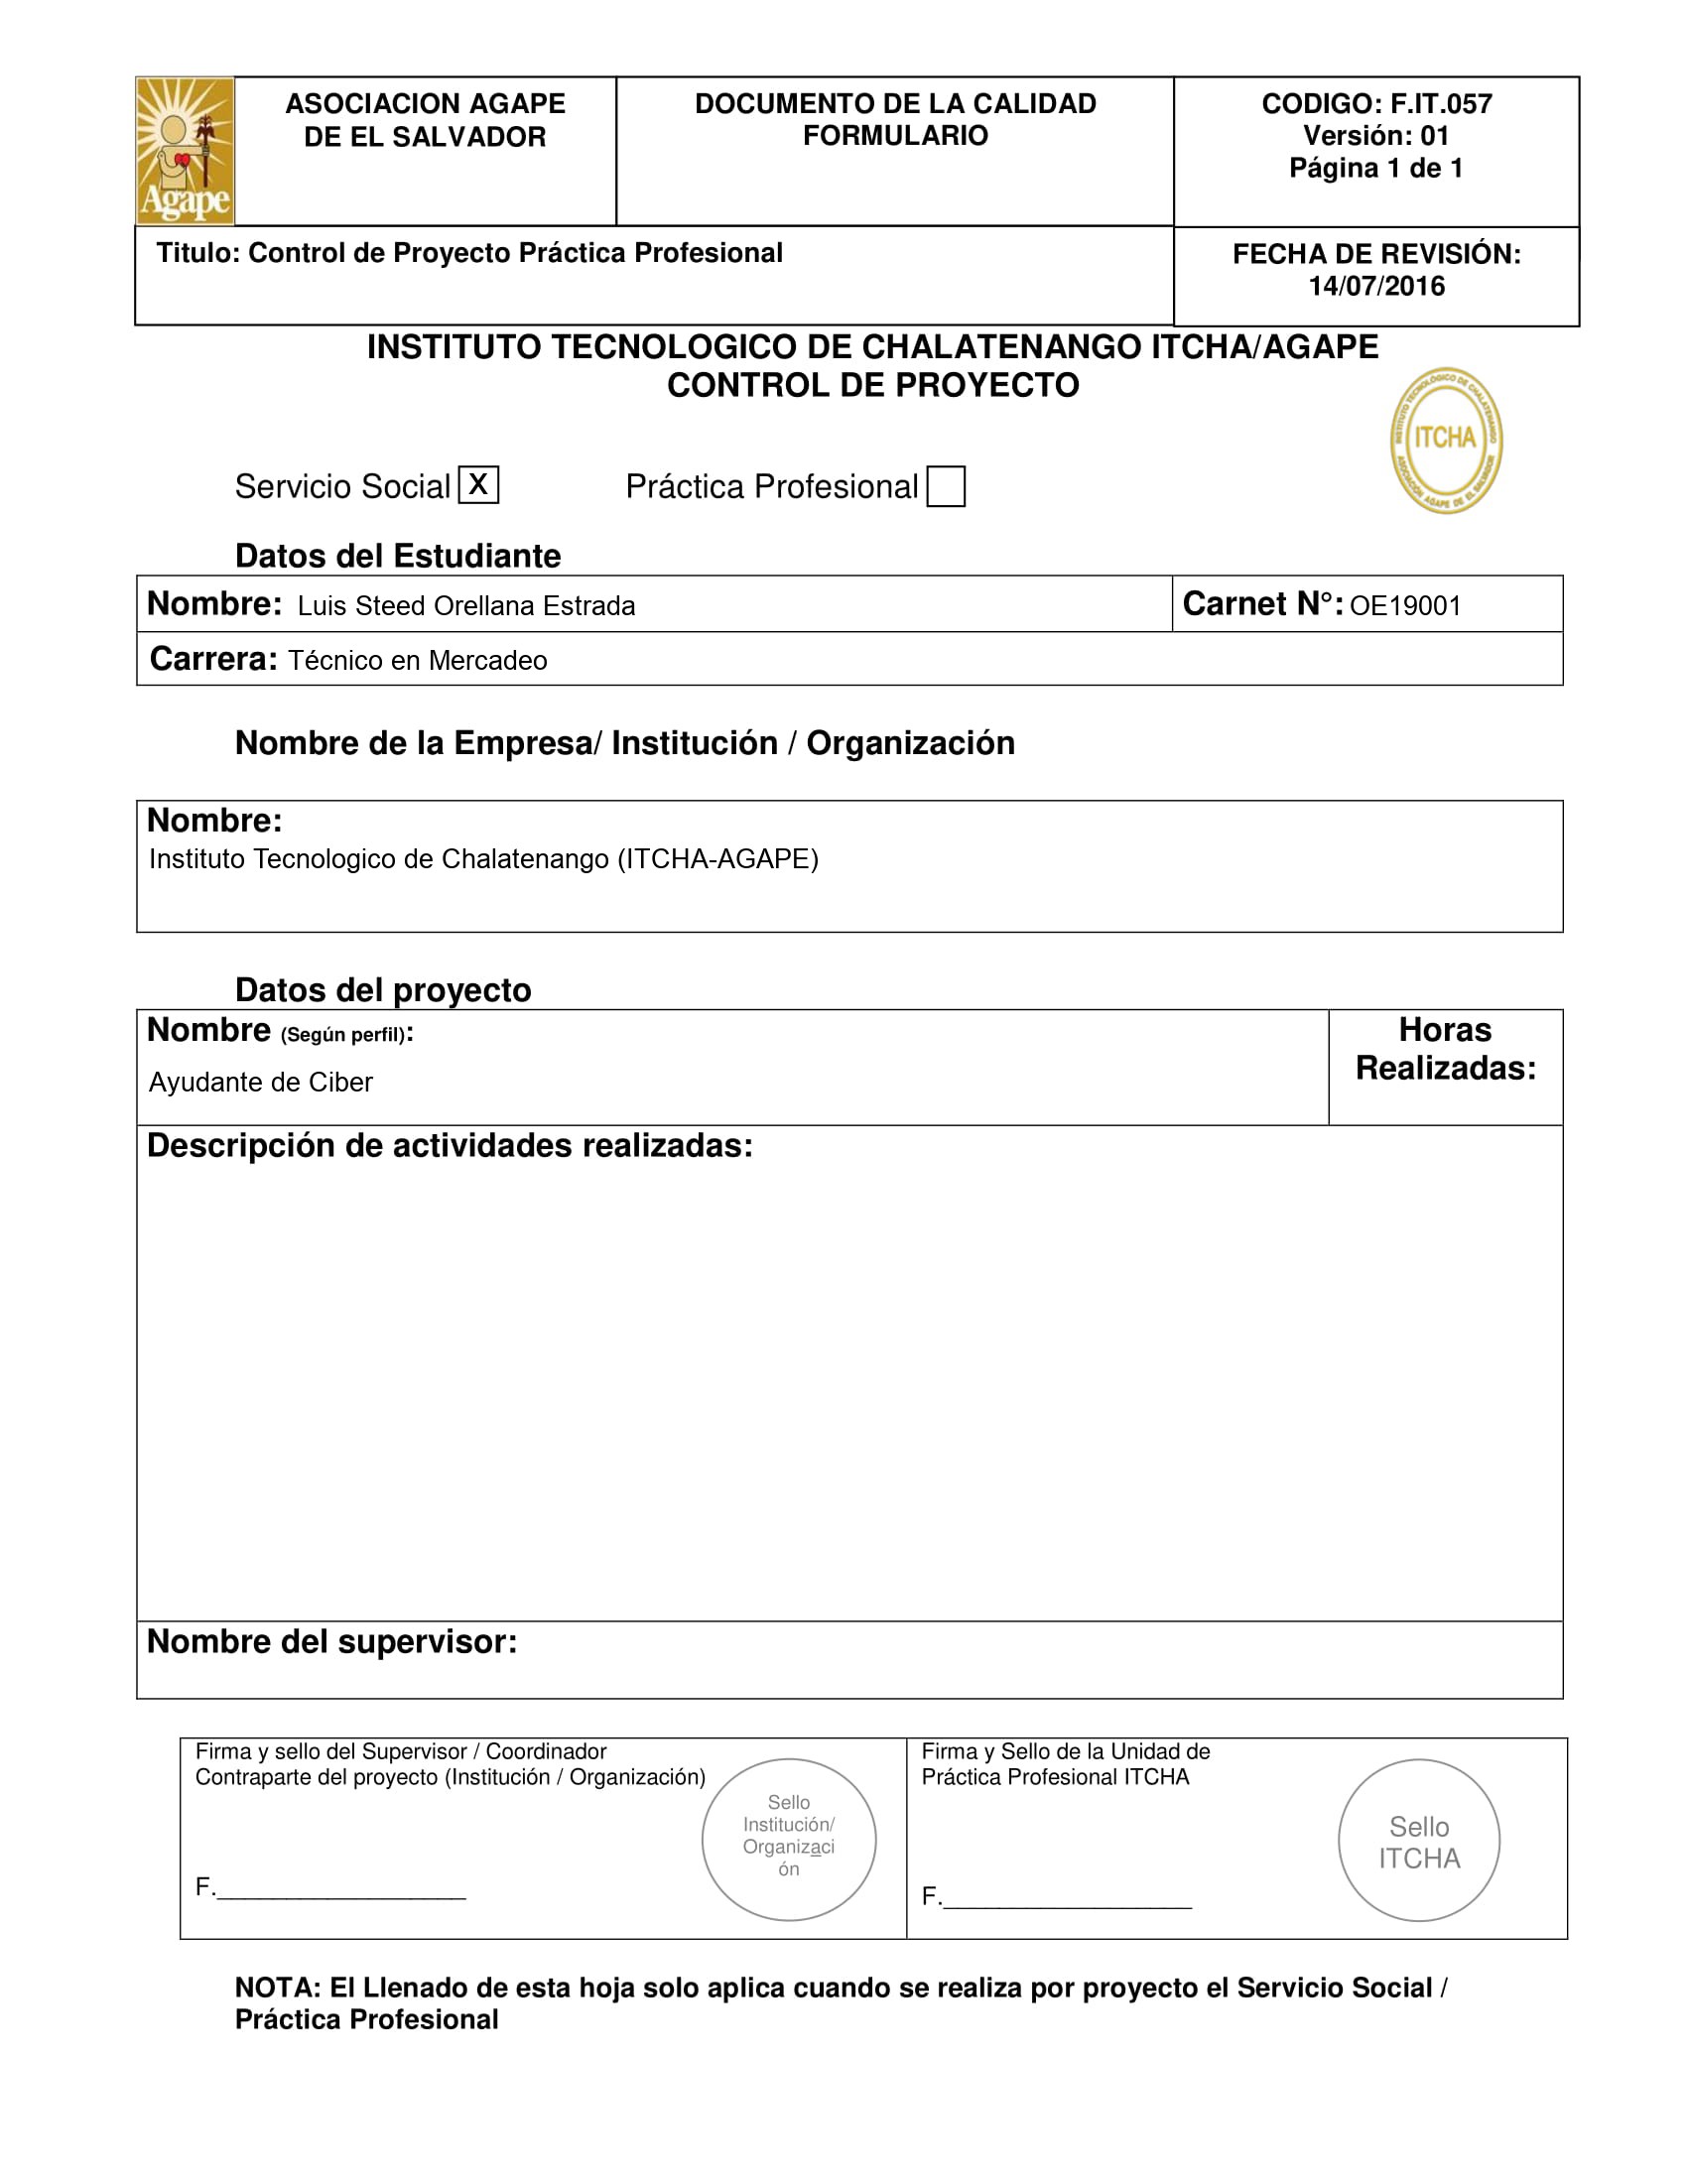 Agape
ASOCIACION AGAPE
DE EL SALVADOR
DOCUMENTO DE LA CALIDAD
FORMULARIO
CODIGO: F.IT.057
Versión: 01
Página 1 de 1
Titulo: Control de Proyecto Práctica Profesional
FECHA DE REVISIÓN:
14/07/2016
INSTITUTO TECNOLOGICO DE CHALATENANGO ITCHA/AGAPE
CONTROL DE PROYECTO
INSTITUTO TECNOLÓGICO DE CHALATENANGO
ITCHA
ASOCIACIÓN AGAPE DE EL SALVADOR
Servicio Social X Práctica Profesional
Datos del Estudiante
Nombre: Luis Steed Orellana Estrada Carnet N°: OE19001
Carrera: Técnico en Mercadeo
Nombre de la Empresa/ Institución / Organización
Nombre:
Instituto Tecnologico de Chalatenango (ITCHA-AGAPE)
Datos del proyecto
Nombre (Según perfil):
Ayudante de Ciber
Horas
Realizadas:
Descripción de actividades realizadas:
Nombre del supervisor:
Firma y sello del Supervisor / Coordinador
Contraparte del proyecto (Institución / Organización)
Sello
Institución/
Organizaci
ón
F.__________________
Firma y Sello de la Unidad de
Práctica Profesional ITCHA
Sello
ITCHA
F.__________________
NOTA: El Llenado de esta hoja solo aplica cuando se realiza por proyecto el Servicio Social /
Práctica Profesional